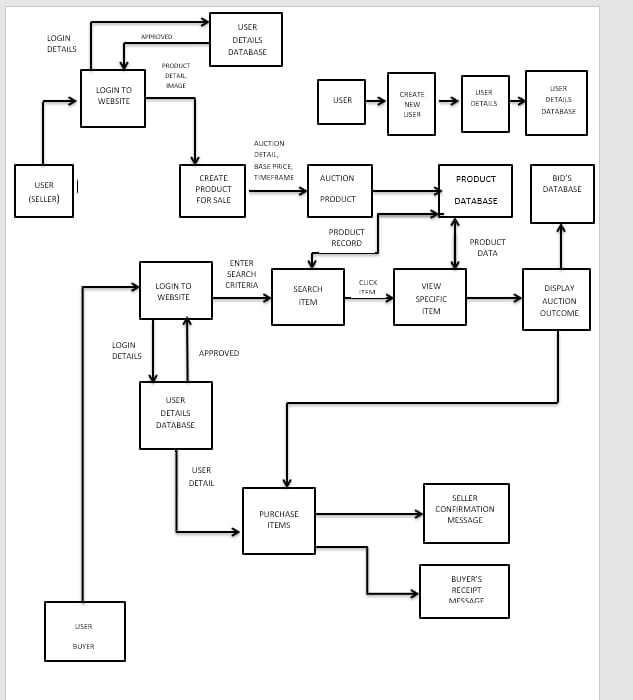 USER
DETAILS
DATABASE
LOGIN
DETAILS
APPROVED
PRODUCT
DETAIL,
IMAGE
LOGIN TO
WEBSITE
USER
CREATE
NEW
USER
USER
DETAILS
USER
DETAILS
DATABASE
AUCTION
DETAIL,
BASE PRICE,
TIMEFRAME
USER
(SELLER)
CREATE
PRODUCT
FOR SALE
AUCTION
PRODUCT
PRODUCT
DATABASE
BID'S
DATABASE
PRODUCT
RECORD
PRODUCT
DATA
ENTER
SEARCH
CRITERIA
LOGIN TO
WEBSITE
SEARCH
ITEM
CLICK
ITEM
VIEW
SPECIFIC
ITEM
DISPLAY
AUCTION
OUTCOME
LOGIN
DETAILS
APPROVED
USER
DETAILS
DATABASE
USER
DETAIL
PURCHASE
ITEMS
SELLER
CONFIRMATION
MESSAGE
BUYER'S
RECEIPT
MESSAGE
USER
BUYER